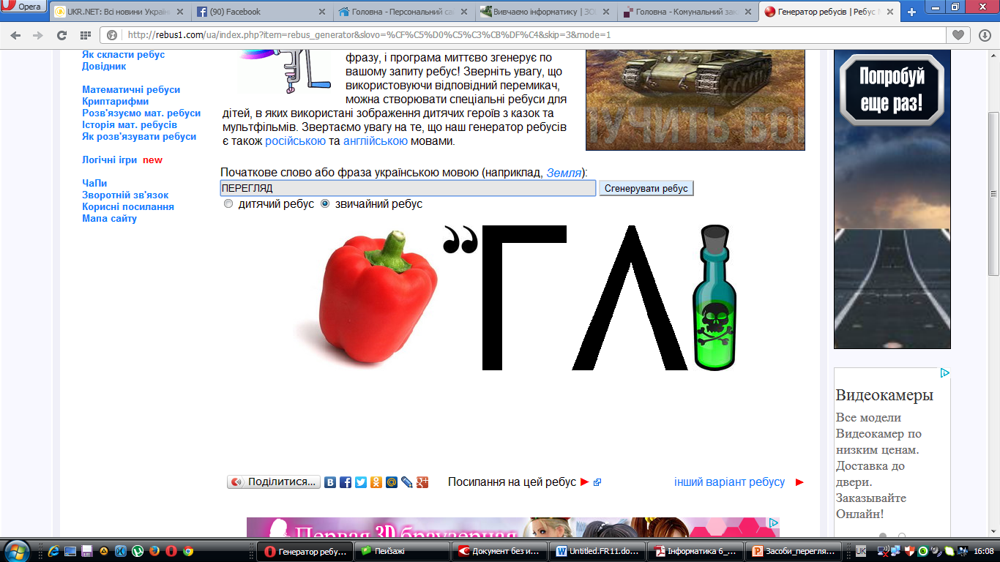 Opera
UKR.NET: Всі новини Україн
(90) Facebook
Головна - Персональний са
Вивчаємо інформатику | ЗО
Головна - Комунальний зак
Генератор ребусів | Ребус №
http://rebus1.com/ua/index.php?item=rebus_generator&slovo=%CF%C5%D0%C5%C3%CB%DF%C4&skip=3&mode=1
Як скласти ребус
Довідник
Математичні ребуси
Криптарифми
Розв'язуємо мат. ребуси
Історія мат. ребусів
Як розв'язувати ребуси
Логічні ігри new
ЧаПи
Зворотній зв'язок
Корисні посилання
Мапа сайту
фразу, і програма миттєво згенерує по
вашому запиту ребус! Зверніть увагу, що
використовуючи відповідний перемикач,
можна створювати спеціальні ребуси для
дітей, в яких використані зображення дитячих героїв з казок та
мультфільмів. Звертаємо увагу на те, що наш генератор ребусів
є також російською та англійською мовами.
Початкове слово або фраза українською мовою (наприкпад, Земля):
ПЕРЕГЛЯД
Сгенерувати ребус
дитячий ребус звичайний ребус
,, Г Л
Поділитися...
Посилання на цей ребус
інший варіант ребусу
Первая 3D браузерная
Попробуй
еще раз!
Видеокамеры
Все модели
Видеокамер по
низким ценам.
Доставка до
двери.
Заказывайте
Онлайн!
Генератор ребу...
Пейзажі
Документ без и...
Untitled.FR11.do...
Інформатика 6_...
Засоби_перегля...
UK
16:08